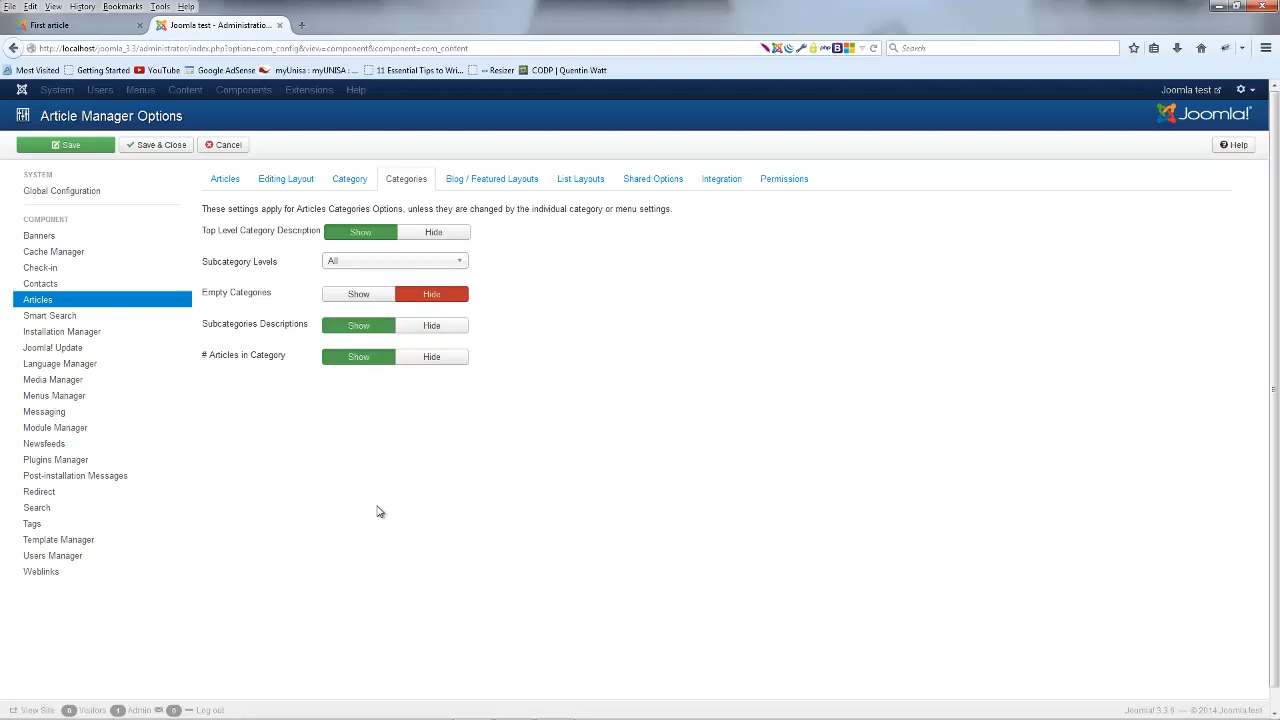 File Edit View History Bookmarks Tools Help
First article × Joomla test - Administratio... × +
http://localhost/joomla_3.3/administrator/index.php?option=com_config&view=component&component=com_content
php B Search
Most Visited Getting Started YouTube Google AdSense myUnisa : myUNISA : ... 11 Essential Tips to Wri... -- Resizer CODP | Quentin Watt
System Users Menus Content Components Extensions Help Joomla test
Article Manager Options Joomla!
Save Save & Close Cancel Help
SYSTEM
Global Configuration
COMPONENT
Banners
Cache Manager
Check-in
Contacts
Articles
Smart Search
Installation Manager
Joomla! Update
Language Manager
Media Manager
Menus Manager
Messaging
Module Manager
Newsfeeds
Plugins Manager
Post-installation Messages
Redirect
Search
Tags
Template Manager
Users Manager
Weblinks
Articles Editing Layout Category Categories Blog / Featured Layouts List Layouts Shared Options Integration Permissions
These settings apply for Articles Categories Options, unless they are changed by the individual category or menu settings.
Top Level Category Description Show Hide
Subcategory Levels All
Empty Categories Show Hide
Subcategories Descriptions Show Hide
# Articles in Category Show Hide
View Site 0 Visitors 1 Admin 0 Log out
Joomla! 3.3.6 — © 2014 Joomla test